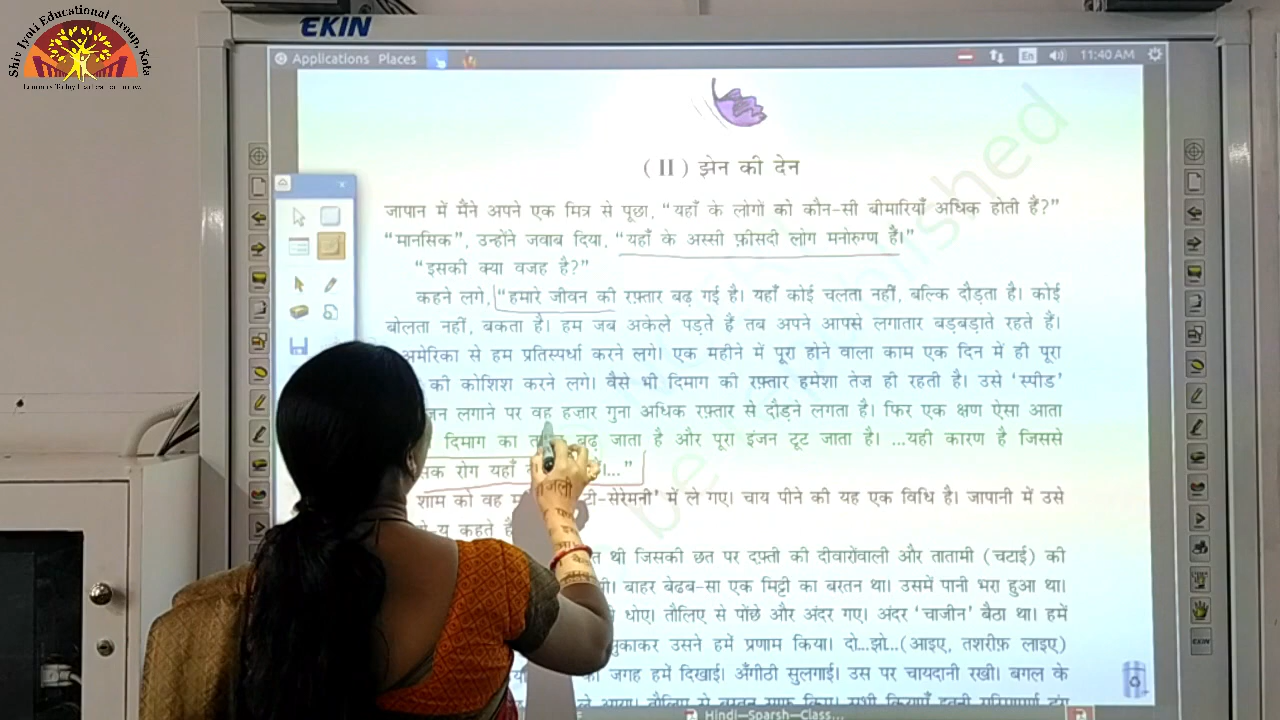 Shiv Jyoti Educational Group, Kota
EKIN
Applications Places
En 11:40 AM
(II) झेन की देन
जापान में मैंने अपने एक मित्र से पूछा, “यहाँ के लोगों को कौन-सी बीमारियाँ अधिक होती हैं?”
“मानसिक”, उन्होंने जवाब दिया, “यहाँ के अस्सी फ़ीसदी लोग मनोरुग्ण हैं।”
“इसकी क्या वजह है?”
कहने लगे, “हमारे जीवन की रफ़्तार बढ़ गई है। यहाँ कोई चलता नहीं, बल्कि दौड़ता है। कोई
बोलता नहीं, बकता है। हम जब अकेले पड़ते हैं तब अपने आपसे लगातार बड़बड़ाते रहते हैं।
अमेरिका से हम प्रतिस्पर्धा करने लगे। एक महीने में पूरा होने वाला काम एक दिन में ही पूरा
की कोशिश करने लगे। वैसे भी दिमाग की रफ़्तार हमेशा तेज़ ही रहती है। उसे ‘स्पीड’
लगाने पर वह हज़ार गुना अधिक रफ़्तार से दौड़ने लगता है। फिर एक क्षण ऐसा आता
दिमाग का बढ़ जाता है और पूरा इंजन टूट जाता है। ...यही कारण है जिससे
रोग यहाँ ...”
शाम को वह टी-सेरेमनी’ में ले गए। चाय पीने की यह एक विधि है। जापानी में उसे
कहते
थी जिसकी छत पर दफ़्ती की दीवारोंवाली और तातामी (चटाई) की
बाहर बेढब-सा एक मिट्टी का बरतन था। उसमें पानी भरा हुआ था।
धोए। तौलिए से पोंछे और अंदर गए। अंदर ‘चाजीन’ बैठा था। हमें
उसने हमें प्रणाम किया। दो...झो...(आइए, तशरीफ़ लाइए)
जगह हमें दिखाई। अँगीठी सुलगाई। उस पर चायदानी रखी। बगल के
Hindi—Sparsh—Class...
be
published
EKIN